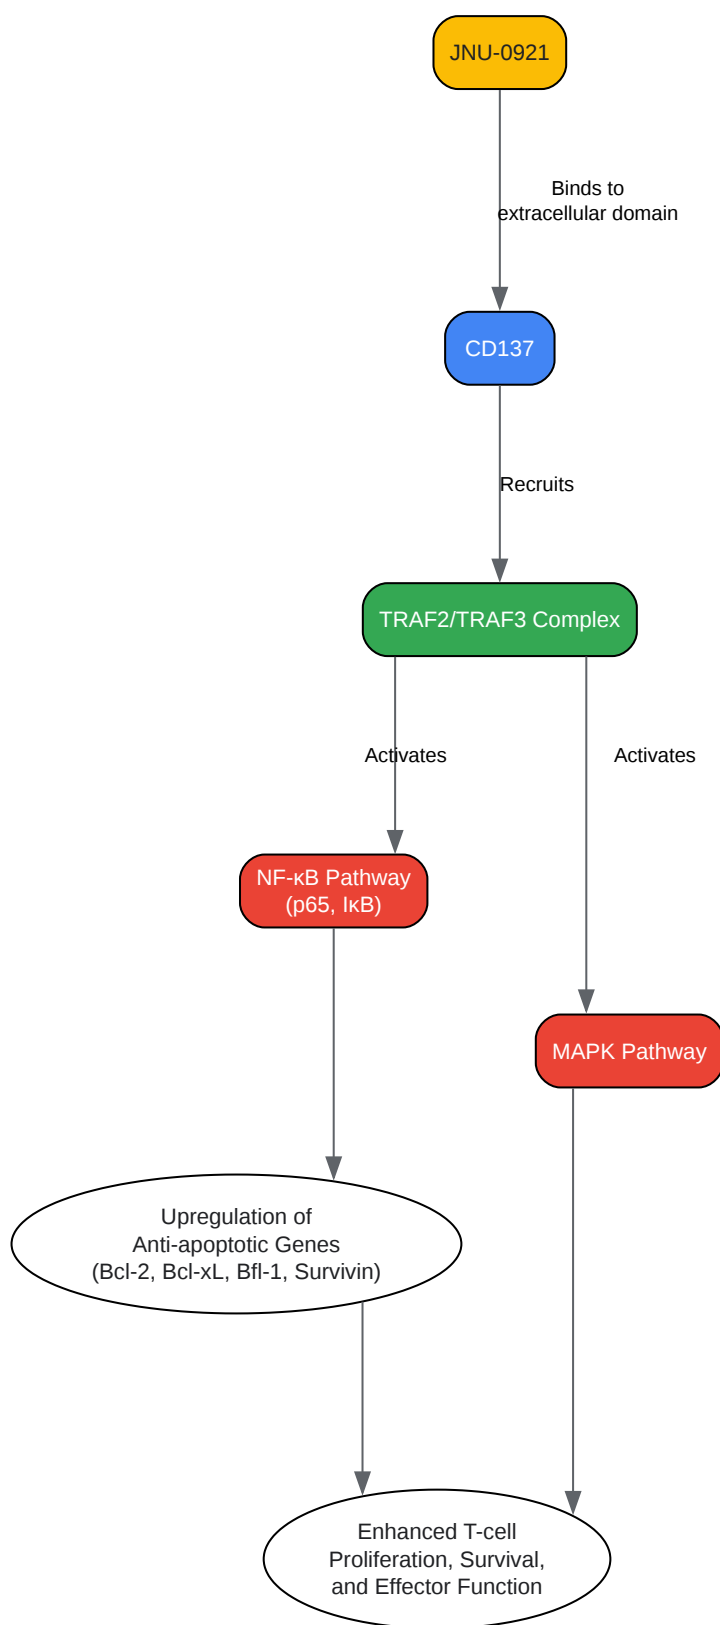 JNU-0921
Binds to
extracellular domain
CD137
Recruits
TRAF2/TRAF3 Complex
Activates
Activates
NF-κB Pathway
(p65, IκB)
MAPK Pathway
Upregulation of
Anti-apoptotic Genes
(Bcl-2, Bcl-xL, Bfl-1, Survivin)
Enhanced T-cell
Proliferation, Survival,
and Effector Function